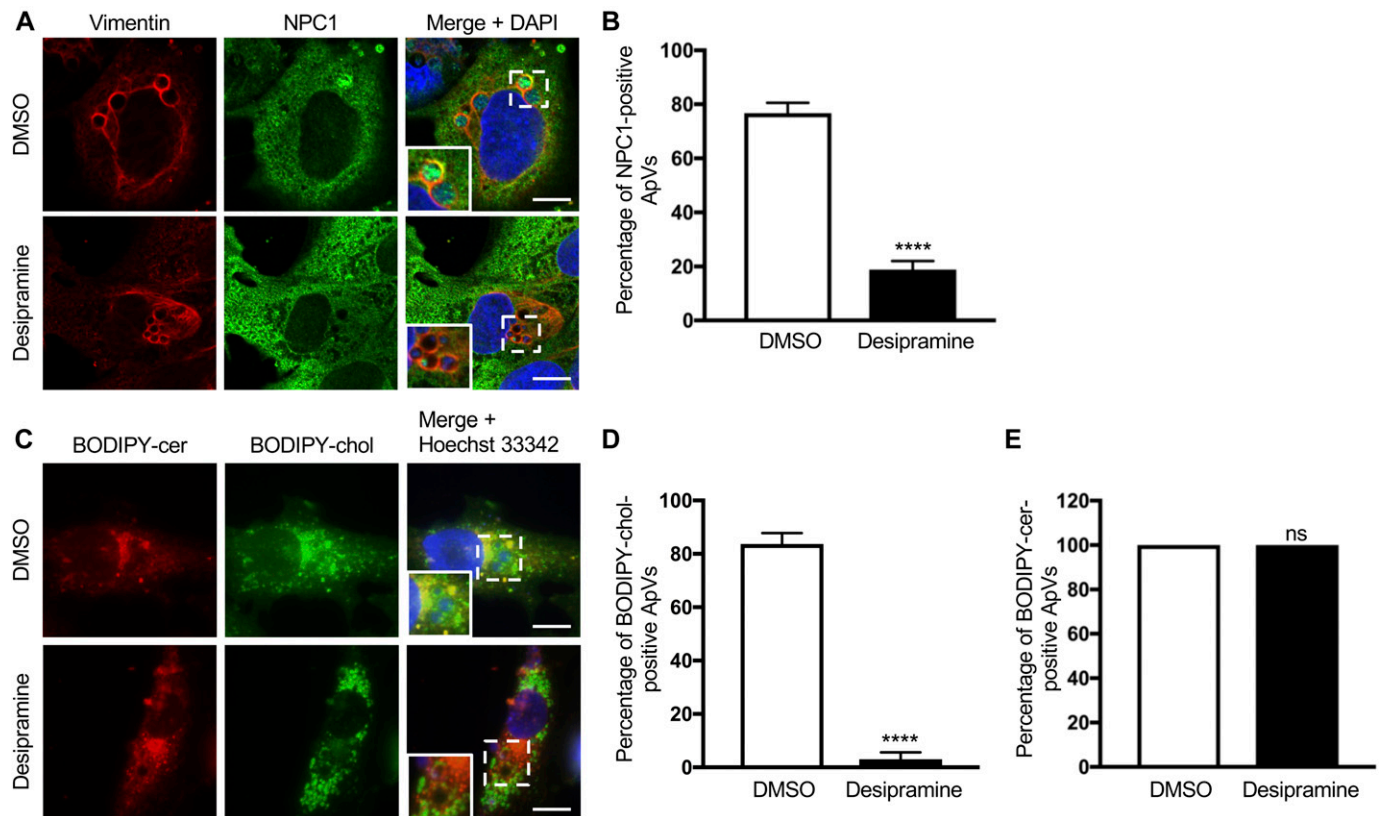 A
Vimentin
NPC1
Merge + DAPI
DMSO
Desipramine
B
Percentage of NPC1-positive
ApVs
100
80
60
40
20
0
****
DMSO
Desipramine
C
BODIPY-cer
BODIPY-chol
Merge +
Hoechst 33342
DMSO
Desipramine
D
Percentage of BODIPY-chol-
positive ApVs
100
80
60
40
20
0
****
DMSO
Desipramine
E
Percentage of BODIPY-cer-
positive ApVs
120
100
80
60
40
20
0
ns
DMSO
Desipramine